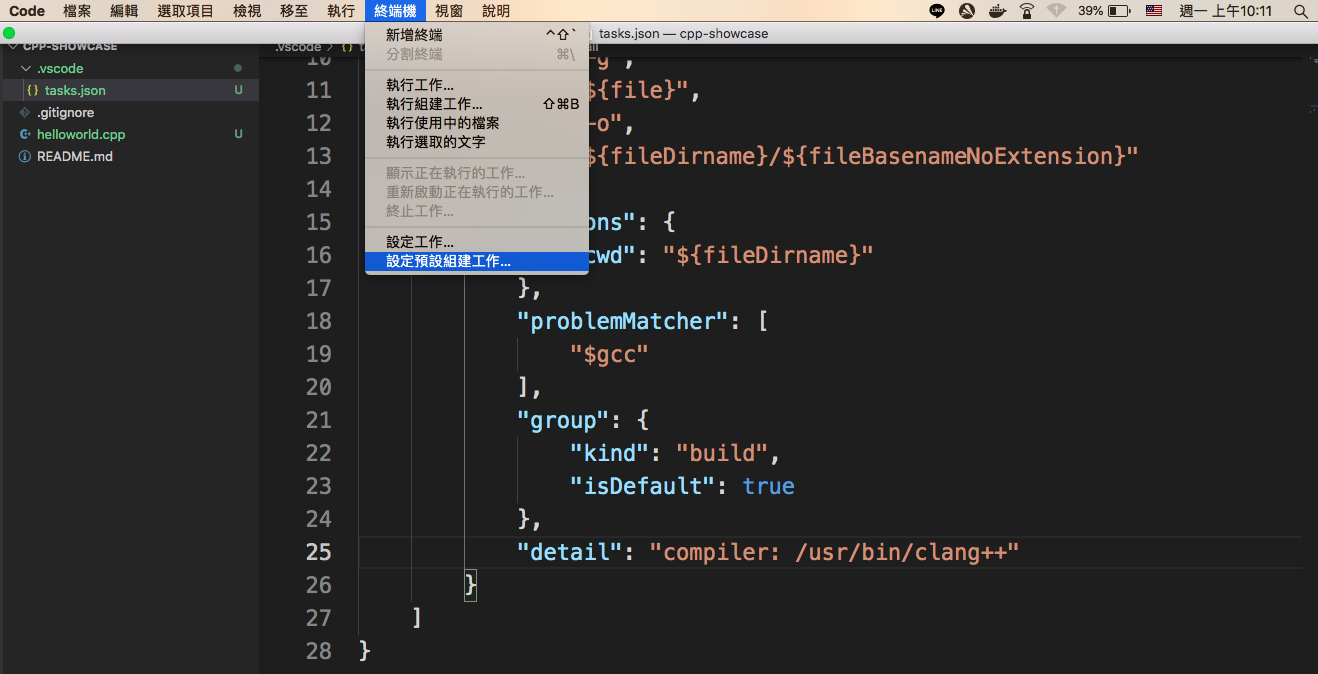 Code 檔案 編輯 選取項目 檢視 移至 執行 終端機 視窗 說明 LINE 39% 週一 上午10:11
tasks.json — cpp-showcase
CPP-SHOWCASE
.vscode
{} tasks.json U
.gitignore
helloworld.cpp U
README.md
.vscode > {}
新增終端 ⌃⇧`
分割終端 ⌘\
執行工作...
執行組建工作... ⇧⌘B
執行使用中的檔案
執行選取的文字
顯示正在執行的工作...
重新啟動正在執行的工作...
終止工作...
設定工作...
設定預設組建工作...
10 g",
11 ${file}",
12 -o",
13 ${fileDirname}/${fileBasenameNoExtension}"
14
15 ons": {
16 cwd": "${fileDirname}"
17 },
18 "problemMatcher": [
19 "$gcc"
20 ],
21 "group": {
22 "kind": "build",
23 "isDefault": true
24 },
25 "detail": "compiler: /usr/bin/clang++"
26 }
27 ]
28 }